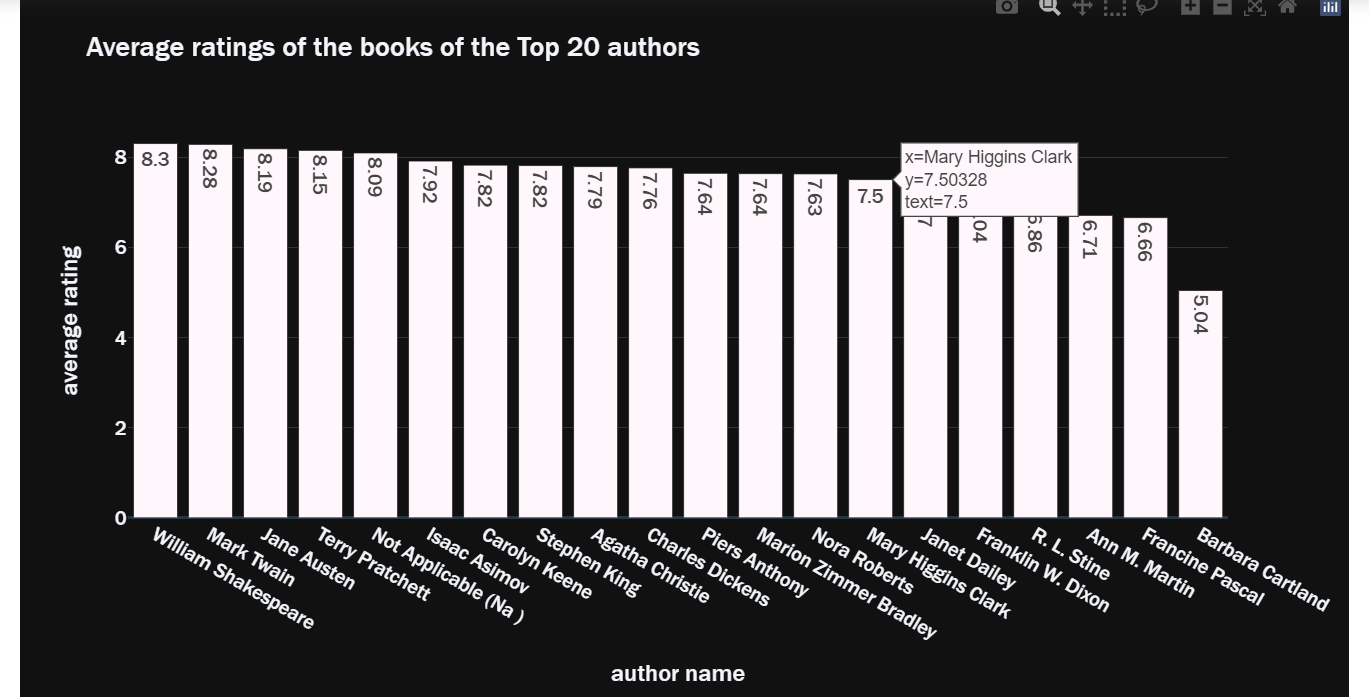 Average ratings of the books of the Top 20 authors
8
6
4
2
0
average rating
8.3
8.28
8.19
8.15
8.09
7.92
7.82
7.82
7.79
7.76
7.64
7.64
7.63
7.5
x=Mary Higgins Clark
y=7.50328
text=7.5
7
.04
6.86
6.71
6.66
5.04
William Shakespeare
Mark Twain
Jane Austen
Terry Pratchett
Not Applicable (Na )
Isaac Asimov
Carolyn Keene
Stephen King
Agatha Christie
Charles Dickens
Piers Anthony
Marion Zimmer Bradley
Nora Roberts
Mary Higgins Clark
Janet Dailey
Franklin W. Dixon
R. L. Stine
Ann M. Martin
Francine Pascal
Barbara Cartland
author name